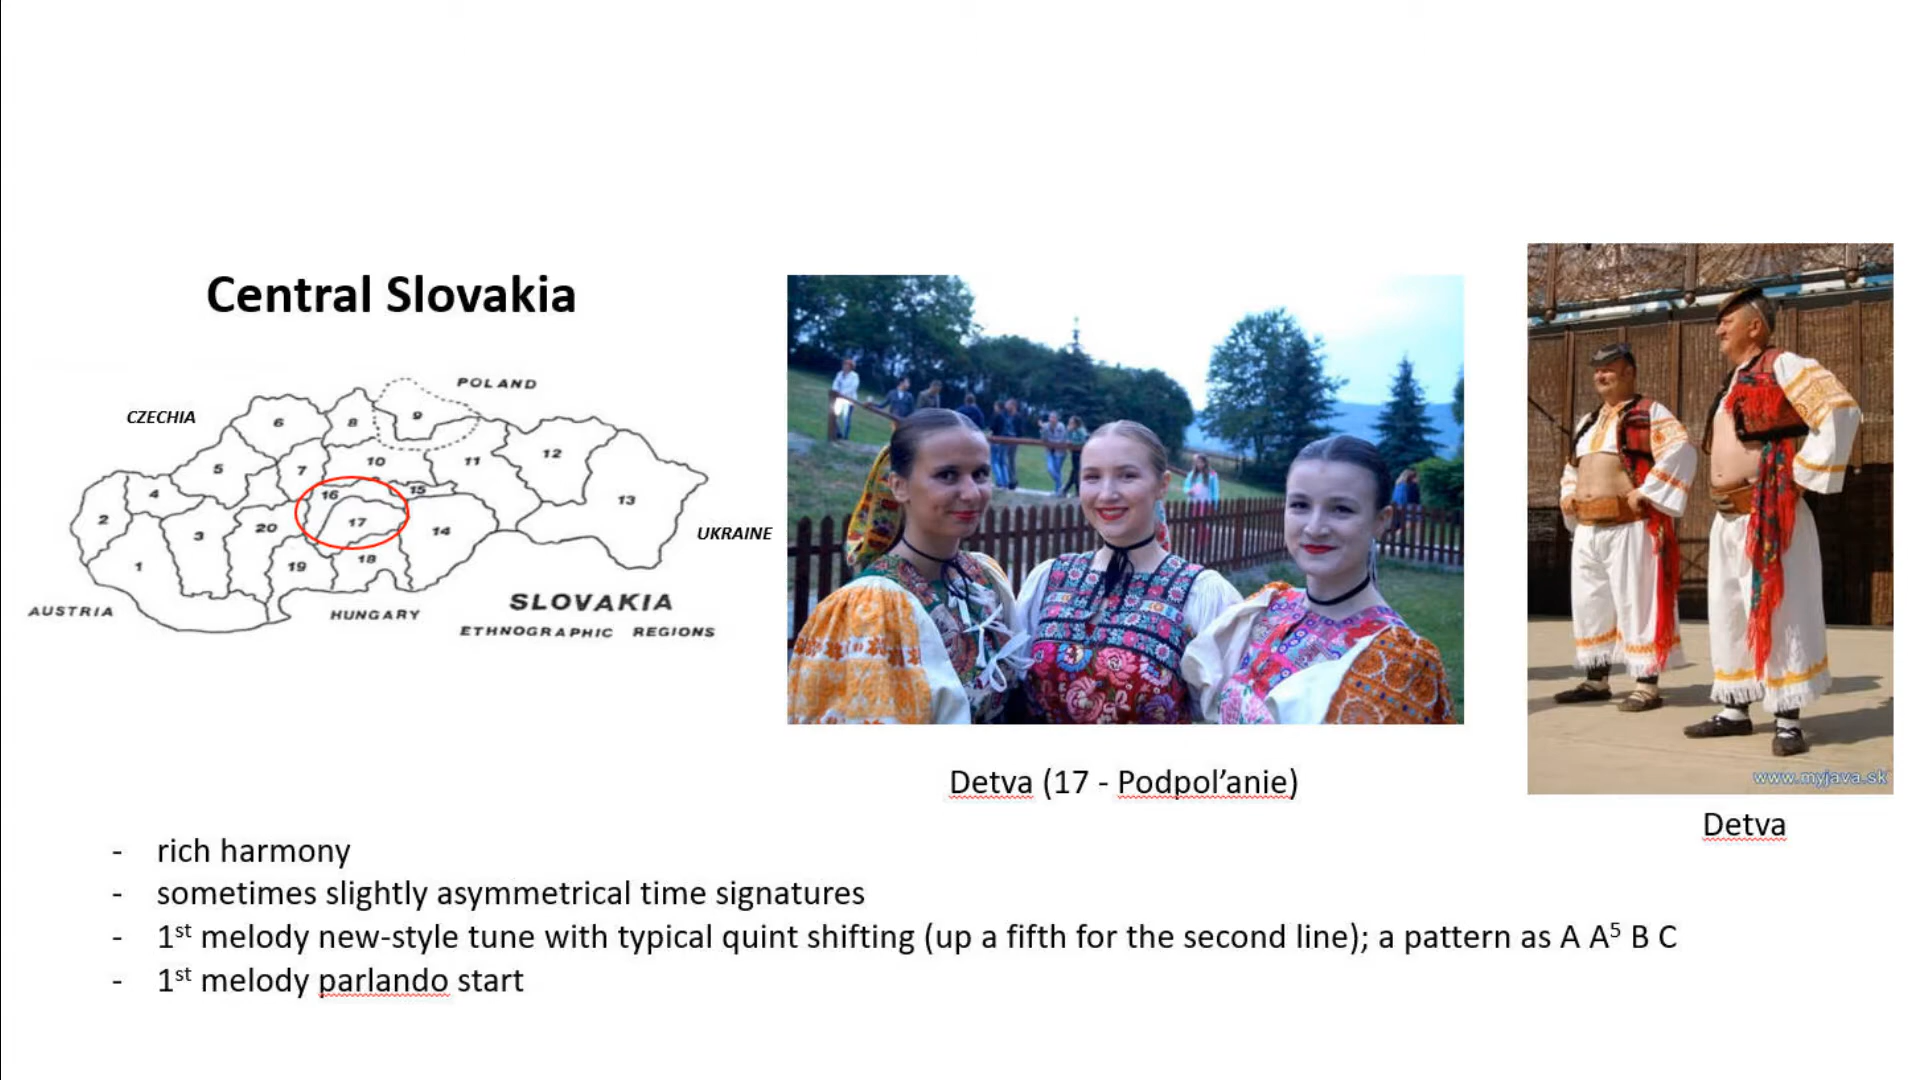 Central Slovakia
POLAND
CZECHIA
9
6
8
10
11
12
5
7
16
15
13
4
2
17
20
3
14
UKRAINE
18
1
19
SLOVAKIA
AUSTRIA
HUNGARY
ETHNOGRAPHIC REGIONS
www.myjava.sk
Detva (17 - Podpol’anie)
Detva
- rich harmony
- sometimes slightly asymmetrical time signatures
- 1st melody new-style tune with typical quint shifting (up a fifth for the second line); a pattern as A A⁵ B C
- 1st melody parlando start